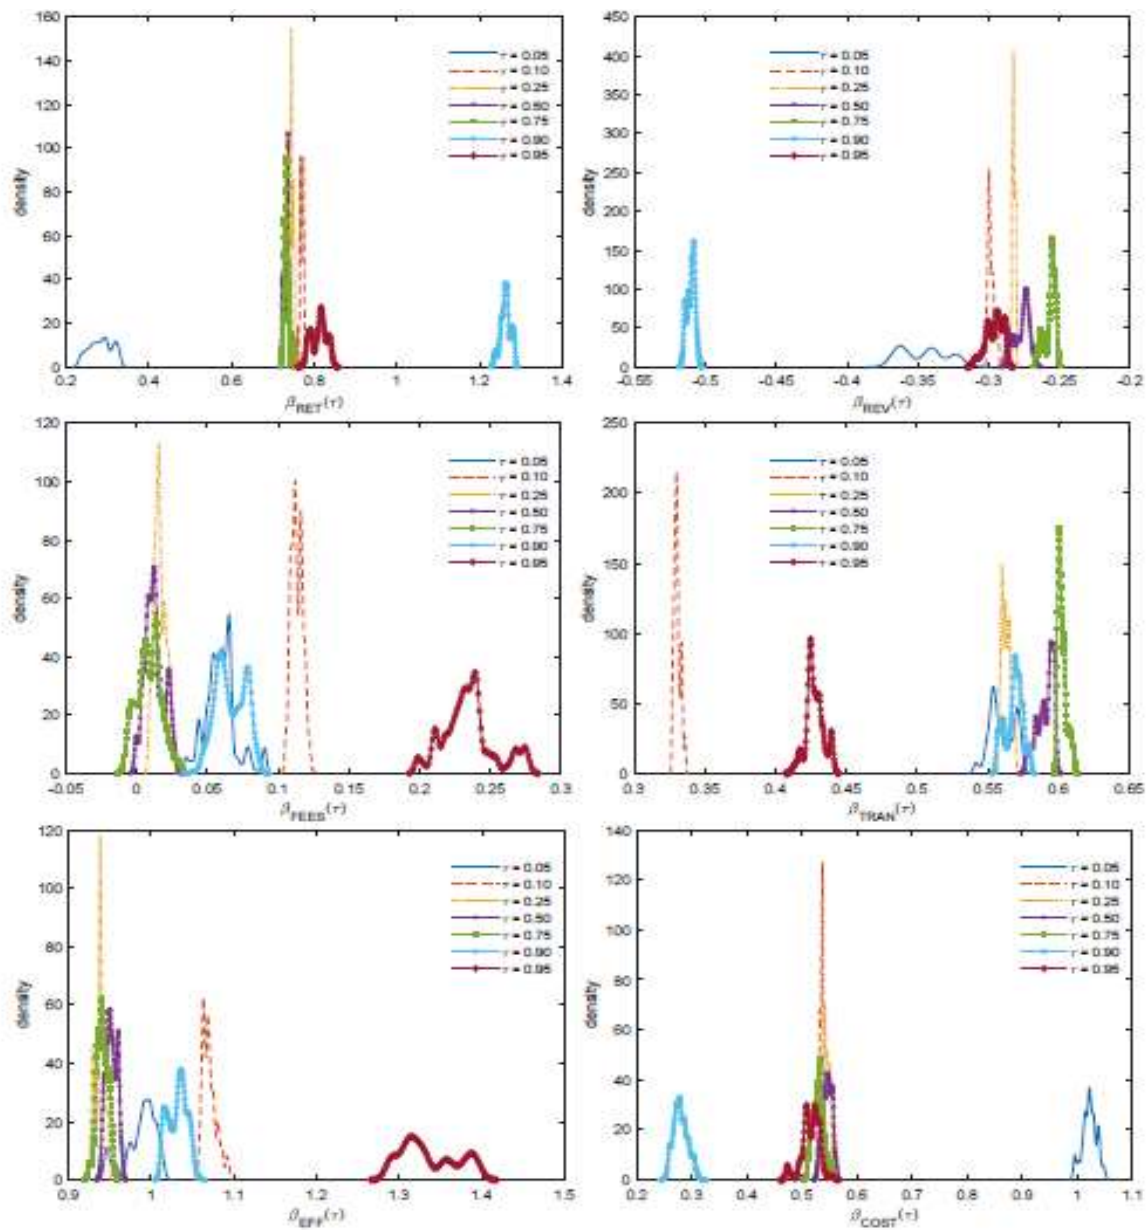 160
140
120
100
80
60
40
20
0
density
τ = 0.05
τ = 0.10
τ = 0.25
τ = 0.50
τ = 0.75
τ = 0.90
τ = 0.95
0.2 0.4 0.6 0.8 1 1.2 1.4
β_RET(τ)
450
400
350
300
250
200
150
100
50
0
density
τ = 0.05
τ = 0.10
τ = 0.25
τ = 0.50
τ = 0.75
τ = 0.90
τ = 0.95
-0.55 -0.5 -0.45 -0.4 -0.35 -0.3 -0.25 -0.2
β_REV(τ)
120
100
80
60
40
20
0
density
τ = 0.05
τ = 0.10
τ = 0.25
τ = 0.50
τ = 0.75
τ = 0.90
τ = 0.95
-0.05 0 0.05 0.1 0.15 0.2 0.25 0.3
β_FEES(τ)
250
200
150
100
50
0
density
τ = 0.05
τ = 0.10
τ = 0.25
τ = 0.50
τ = 0.75
τ = 0.90
τ = 0.95
0.3 0.35 0.4 0.45 0.5 0.55 0.6 0.65
β_TRAN(τ)
120
100
80
60
40
20
0
density
τ = 0.05
τ = 0.10
τ = 0.25
τ = 0.50
τ = 0.75
τ = 0.90
τ = 0.95
0.9 1 1.1 1.2 1.3 1.4 1.5
β_EFF(τ)
140
120
100
80
60
40
20
0
density
τ = 0.05
τ = 0.10
τ = 0.25
τ = 0.50
τ = 0.75
τ = 0.90
τ = 0.95
0.2 0.3 0.4 0.5 0.6 0.7 0.8 0.9 1 1.1
β_COST(τ)